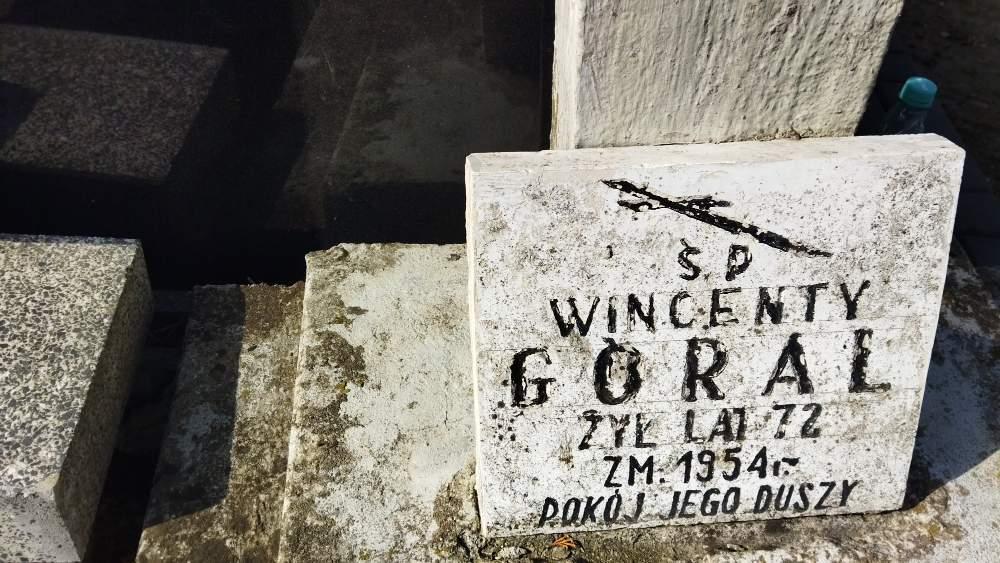 Ś P
WINCENTY
GÓRAL
ŻYŁ LAT 72
ZM. 1954 r.
POKÓJ JEGO DUSZY